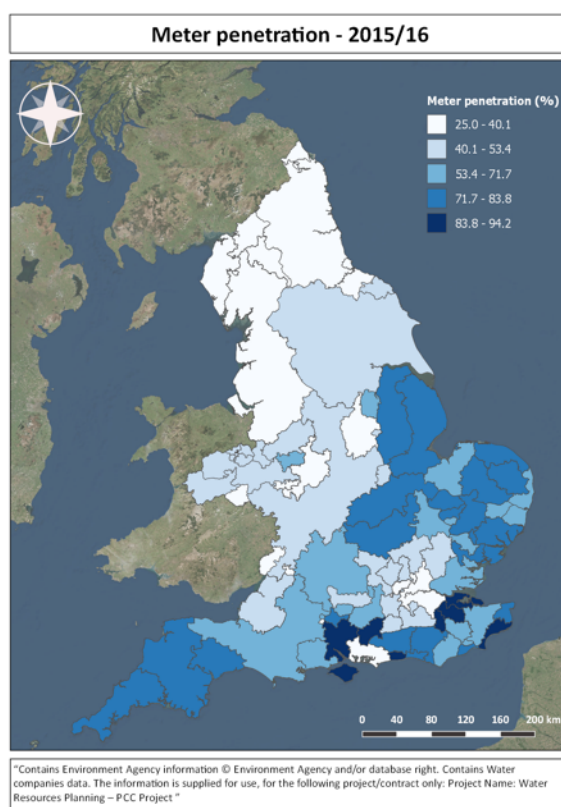 Meter penetration - 2015/16
Meter penetration (%)
25.0 - 40.1
40.1 - 53.4
53.4 - 71.7
71.7 - 83.8
83.8 - 94.2
0 40 80 120 160 200 km
"Contains Environment Agency information © Environment Agency and/or database right. Contains Water
companies data. The information is supplied for use, for the following project/contract only: Project Name: Water
Resources Planning – PCC Project "